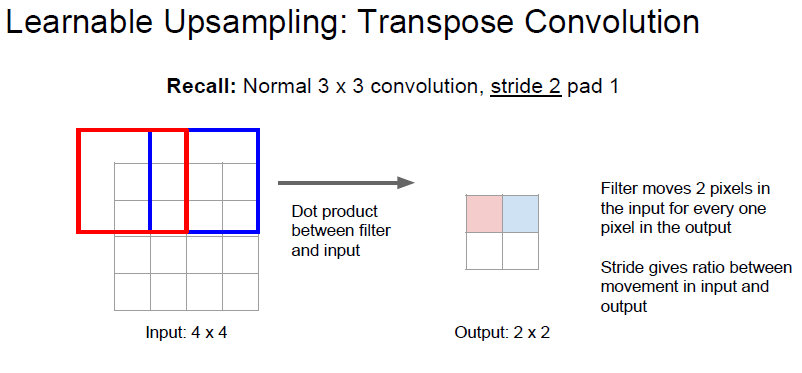 Learnable Upsampling: Transpose Convolution
Recall: Normal 3 x 3 convolution, stride 2 pad 1
Dot product
between filter
and input
Filter moves 2 pixels in
the input for every one
pixel in the output
Stride gives ratio between
movement in input and
output
Input: 4 x 4
Output: 2 x 2